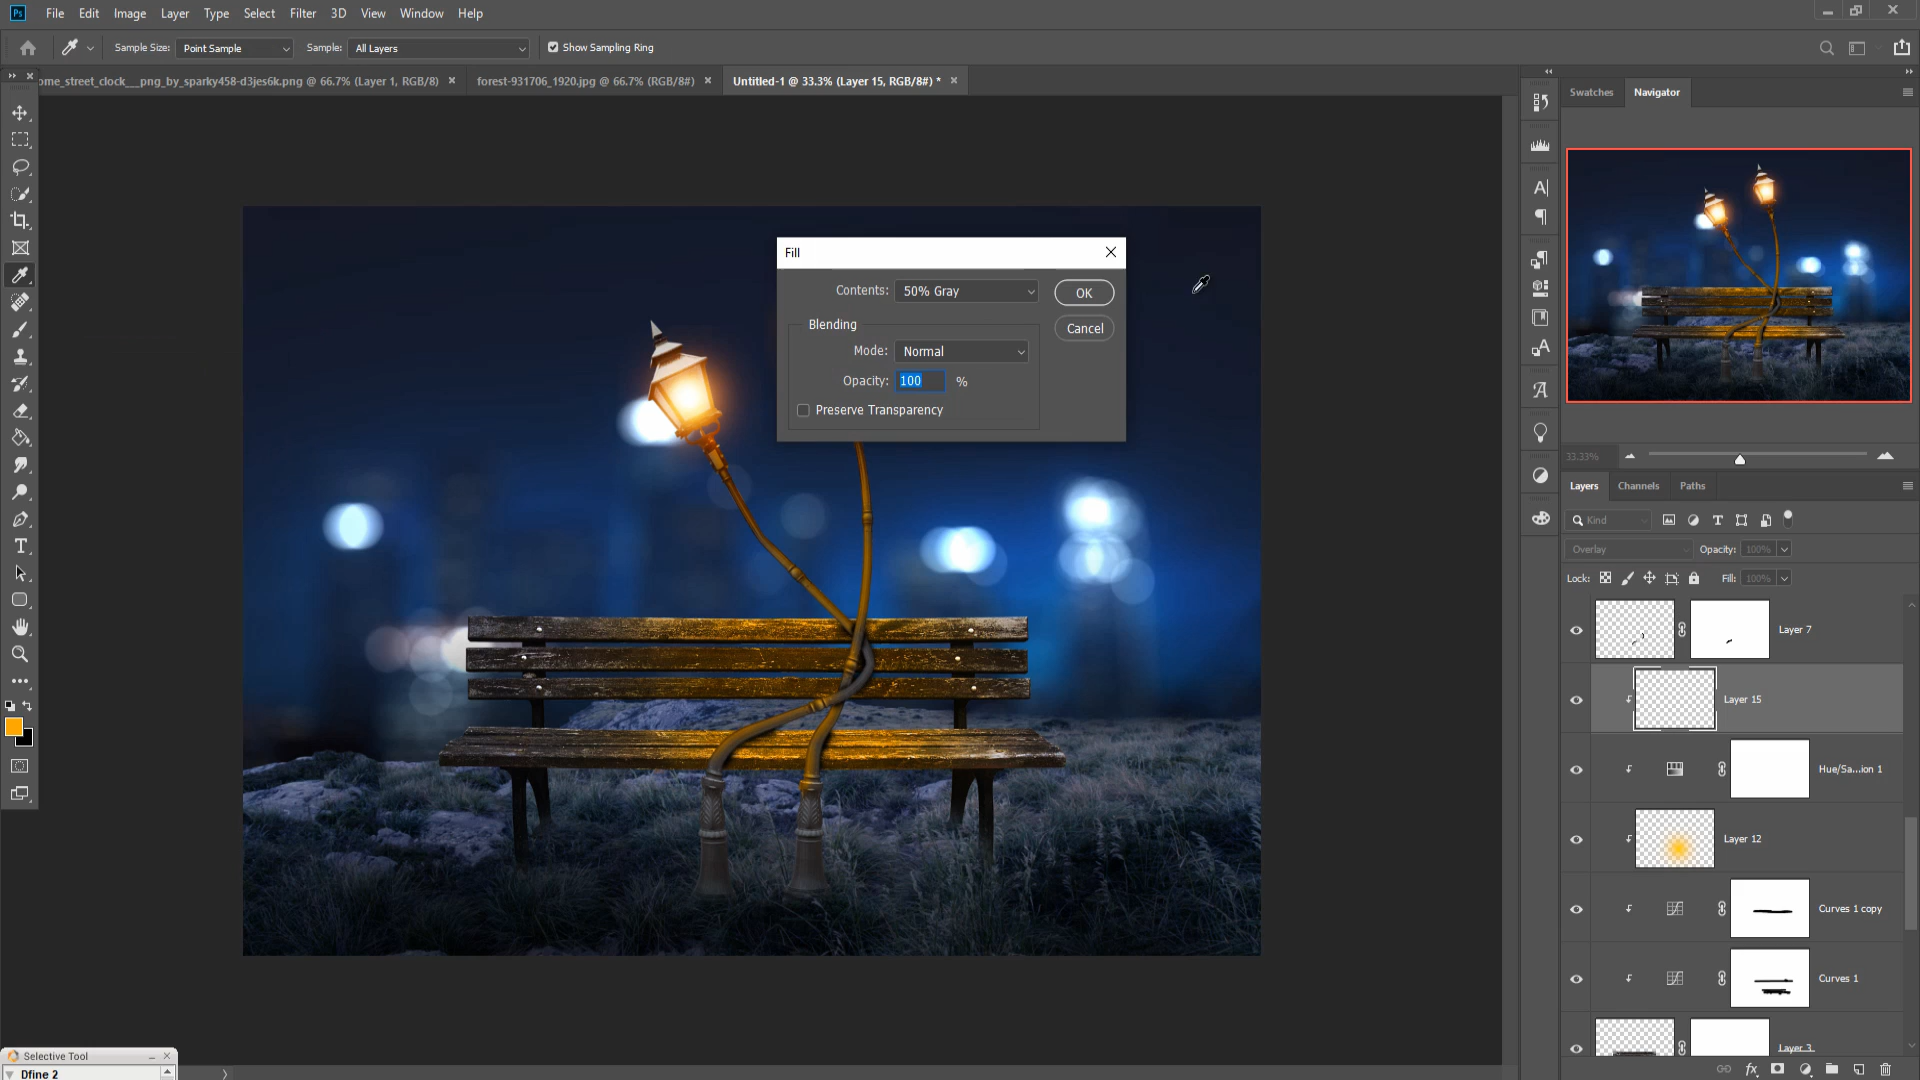 Ps File Edit Image Layer Type Select Filter 3D View Window Help
Sample Size: Point Sample Sample: All Layers Show Sampling Ring
ome_street_clock___png_by_sparky458-d3jes6k.png @ 66.7% (Layer 1, RGB/8) forest-931706_1920.jpg @ 66.7% (RGB/8#) Untitled-1 @ 33.3% (Layer 15, RGB/8#) *
Swatches Navigator
Fill
Contents: 50% Gray OK
Blending Cancel
Mode: Normal
Opacity: 100 %
Preserve Transparency
33.33%
Layers Channels Paths
Kind
Overlay Opacity: 100%
Lock: Fill: 100%
Layer 7
Layer 15
Hue/Sa...ion 1
Layer 12
Curves 1 copy
Curves 1
Layer 3
Selective Tool
Dfine 2